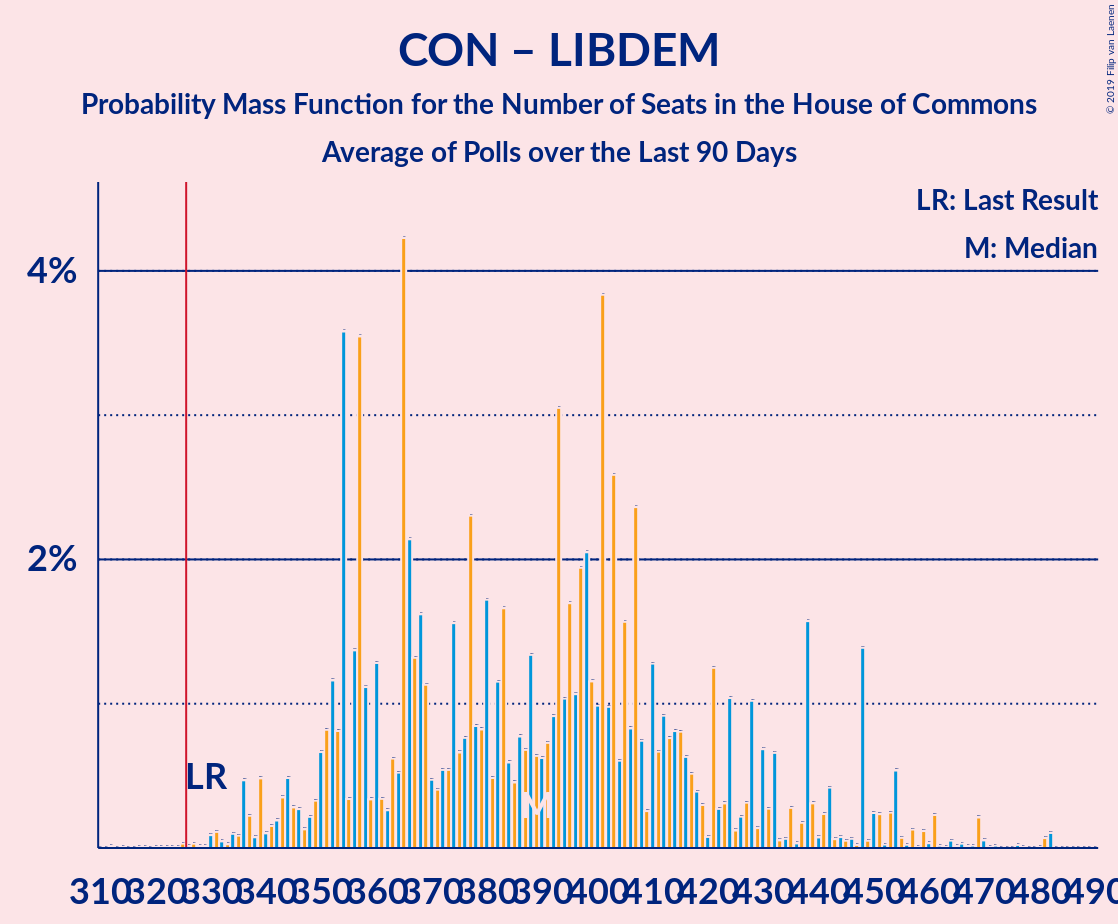 CON – LIBDEM
Probability Mass Function for the Number of Seats in the House of Commons
Average of Polls over the Last 90 Days
© 2019 Filip van Laenen
LR: Last Result
M: Median
4%
2%
LR
M
310 320 330 340 350 360 370 380 390 400 410 420 430 440 450 460 470 480 490